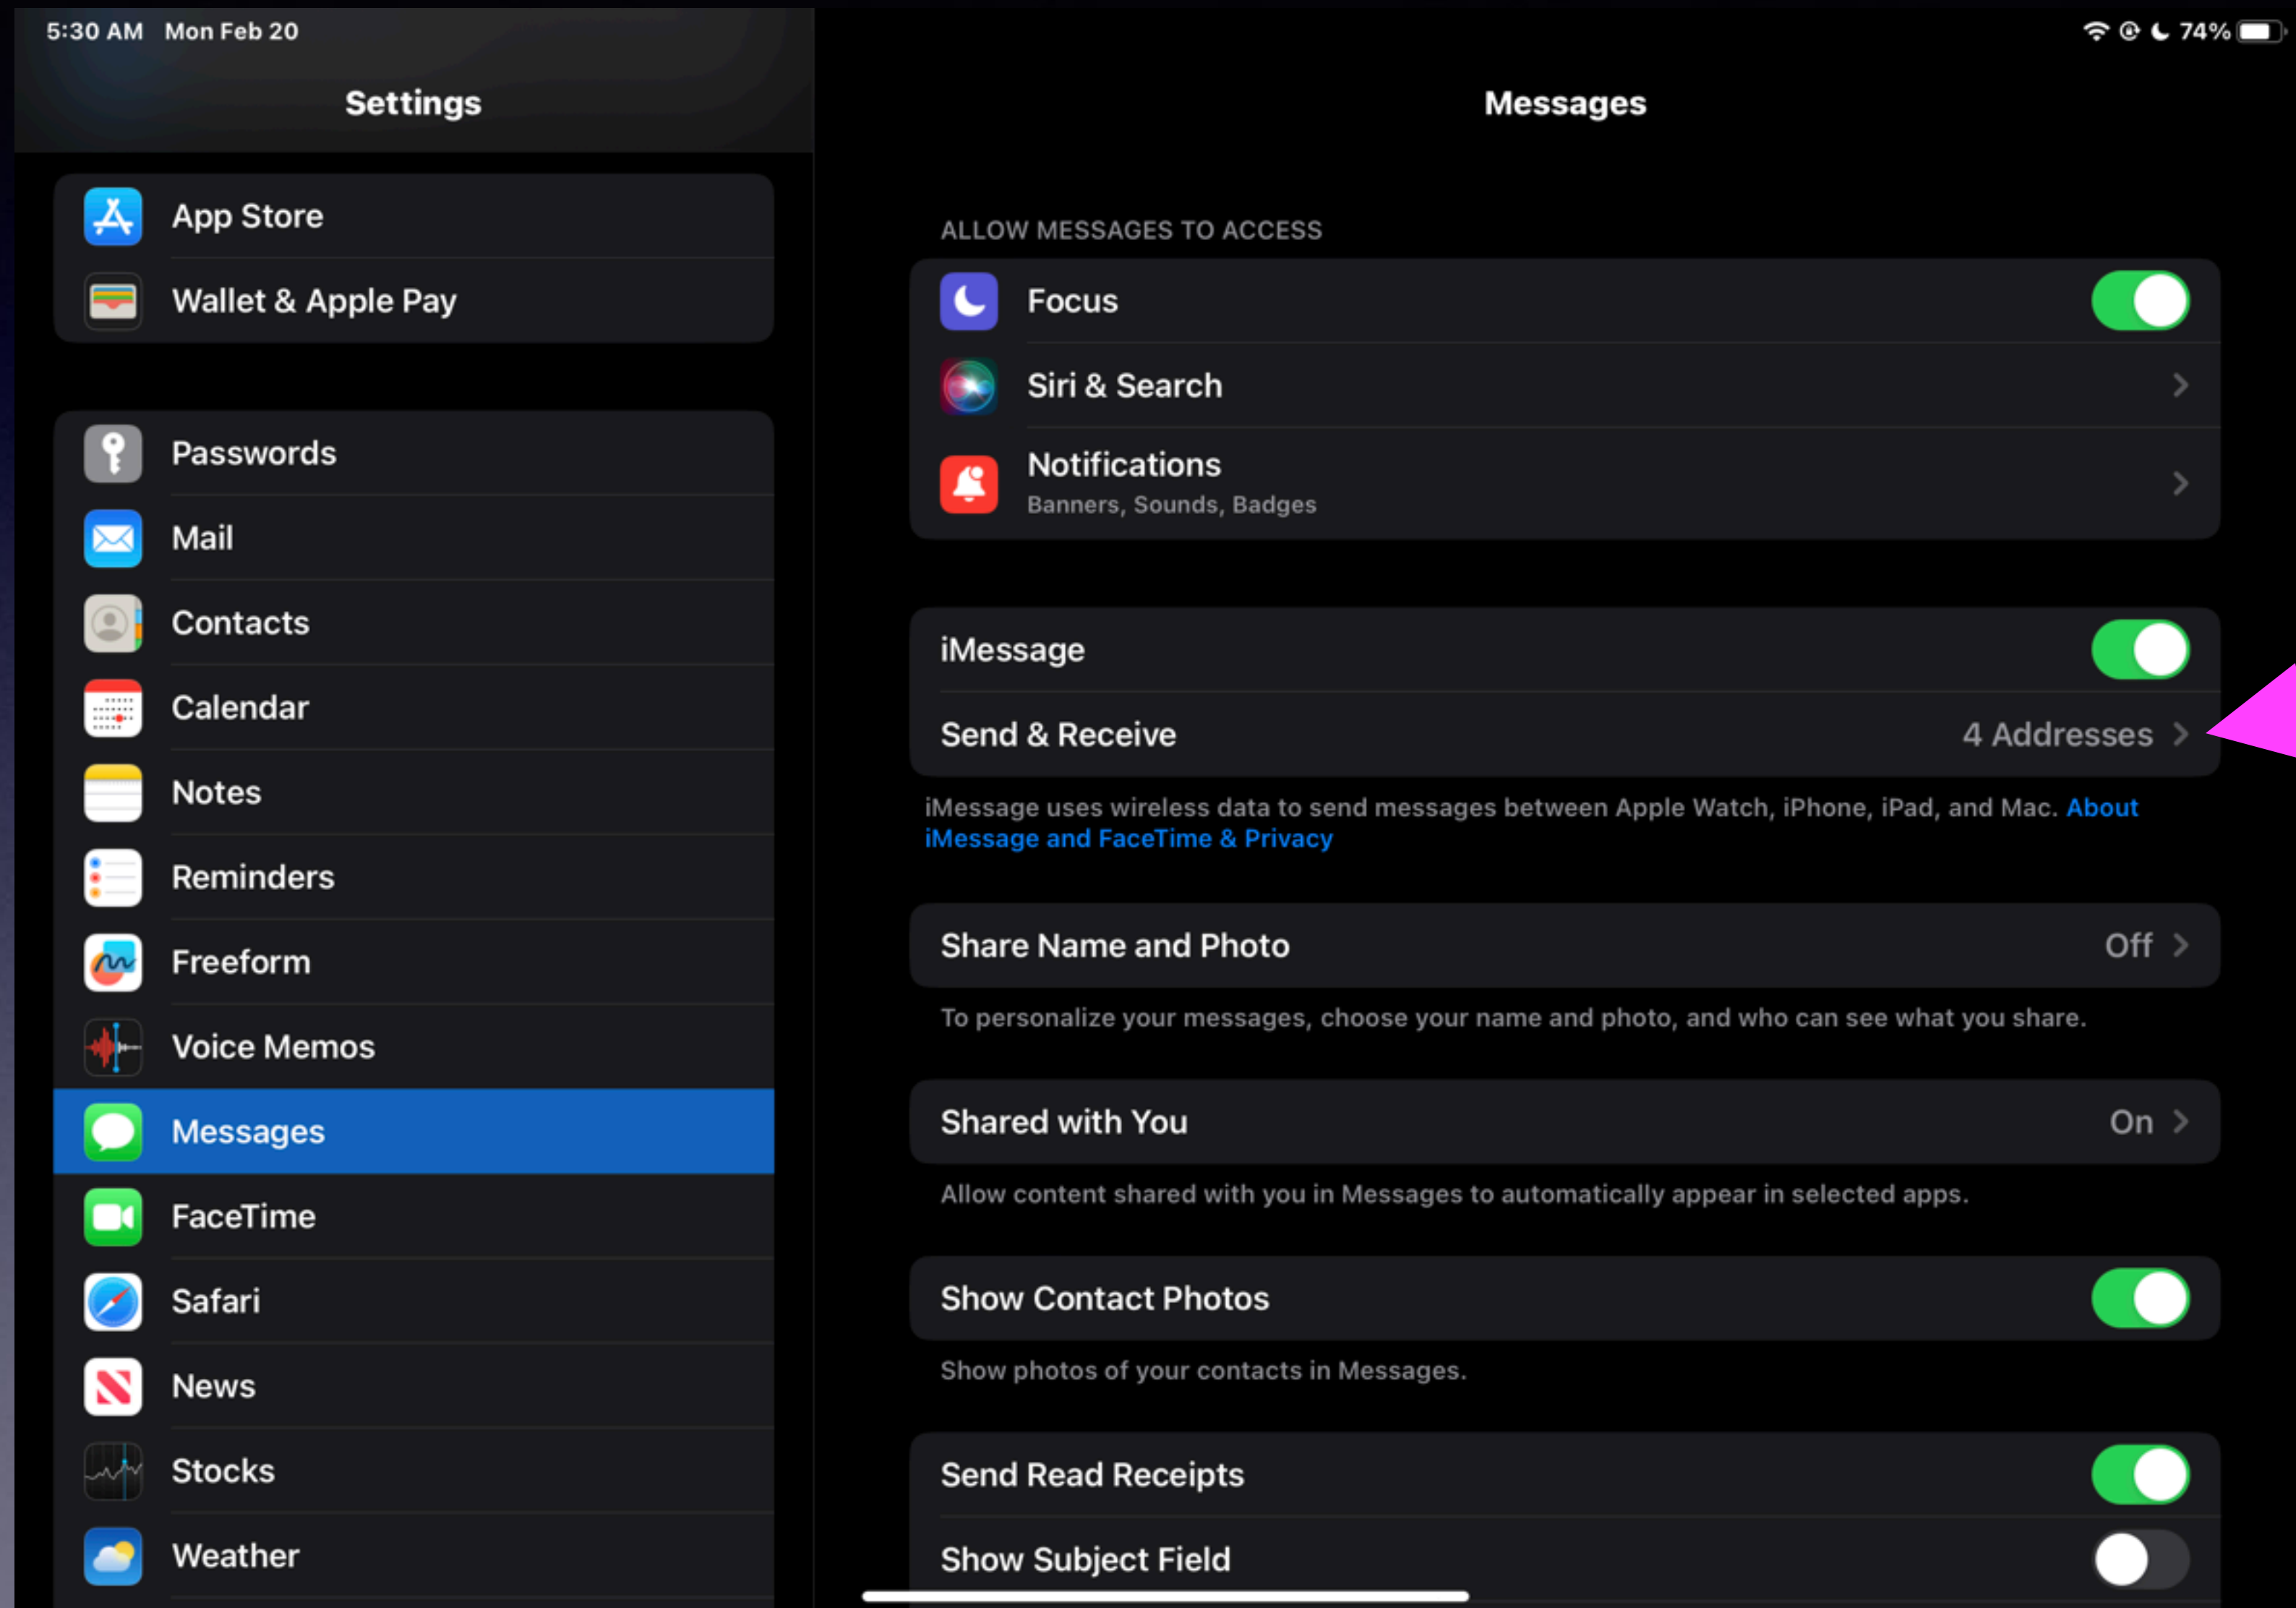 5:30 AM Mon Feb 20
74%
Settings
App Store
Wallet & Apple Pay
Passwords
Mail
Contacts
Calendar
Notes
Reminders
Freeform
Voice Memos
Messages
FaceTime
Safari
News
Stocks
Weather
Messages
ALLOW MESSAGES TO ACCESS
Focus
Siri & Search
Notifications
Banners, Sounds, Badges
iMessage
Send & Receive 4 Addresses
iMessage uses wireless data to send messages between Apple Watch, iPhone, iPad, and Mac. About
iMessage and FaceTime & Privacy
Share Name and Photo Off
To personalize your messages, choose your name and photo, and who can see what you share.
Shared with You On
Allow content shared with you in Messages to automatically appear in selected apps.
Show Contact Photos
Show photos of your contacts in Messages.
Send Read Receipts
Show Subject Field